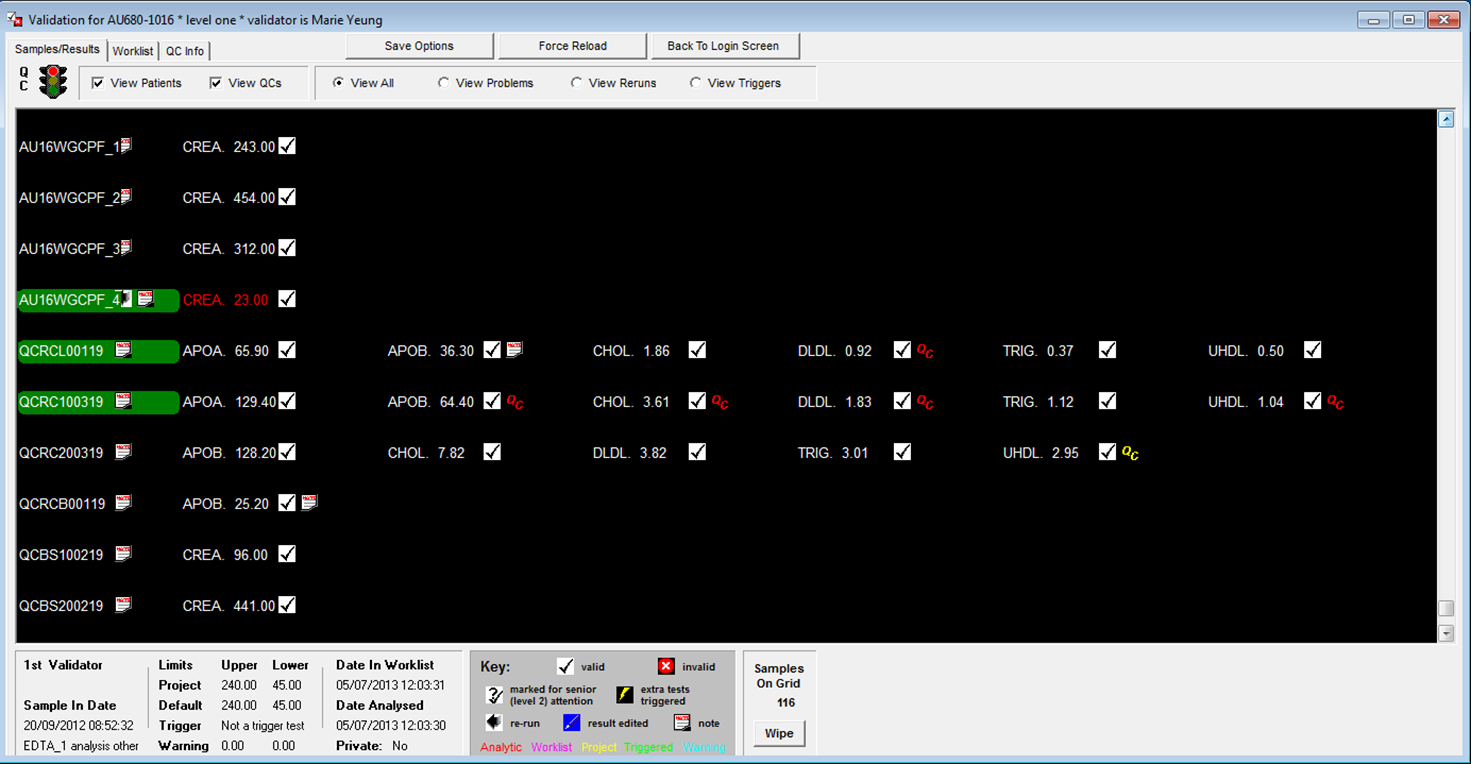 Validation for AU680-1016 * level one * validator is Marie Yeung
Samples/Results Worklist QC Info Save Options Force Reload Back To Login Screen
QC View Patients View QCs View All View Problems View Reruns View Triggers
AU16WGCPF_1 CREA. 243.00
AU16WGCPF_2 CREA. 454.00
AU16WGCPF_3 CREA. 312.00
AU16WGCPF_4 CREA. 23.00
QCRCL00119 APOA. 65.90 APOB. 36.30 CHOL. 1.86 DLDL. 0.92 QC TRIG. 0.37 UHDL. 0.50
QCRC100319 APOA. 129.40 APOB. 64.40 QC CHOL. 3.61 QC DLDL. 1.83 QC TRIG. 1.12 UHDL. 1.04 QC
QCRC200319 APOB. 128.20 CHOL. 7.82 DLDL. 3.82 TRIG. 3.01 UHDL. 2.95 QC
QCRCB00119 APOB. 25.20
QCBS100219 CREA. 96.00
QCBS200219 CREA. 441.00
1st Validator
Sample In Date
20/09/2012 08:52:32
EDTA_1 analysis other
Limits Upper Lower
Project 240.00 45.00
Default 240.00 45.00
Trigger Not a trigger test
Warning 0.00 0.00
Date In Worklist
05/07/2013 12:03:31
Date Analysed
05/07/2013 12:03:30
Private: No
Key: valid invalid
marked for senior (level 2) attention extra tests triggered
re-run result edited note
Analytic Worklist Project Triggered Warning
Samples
On Grid
116
Wipe